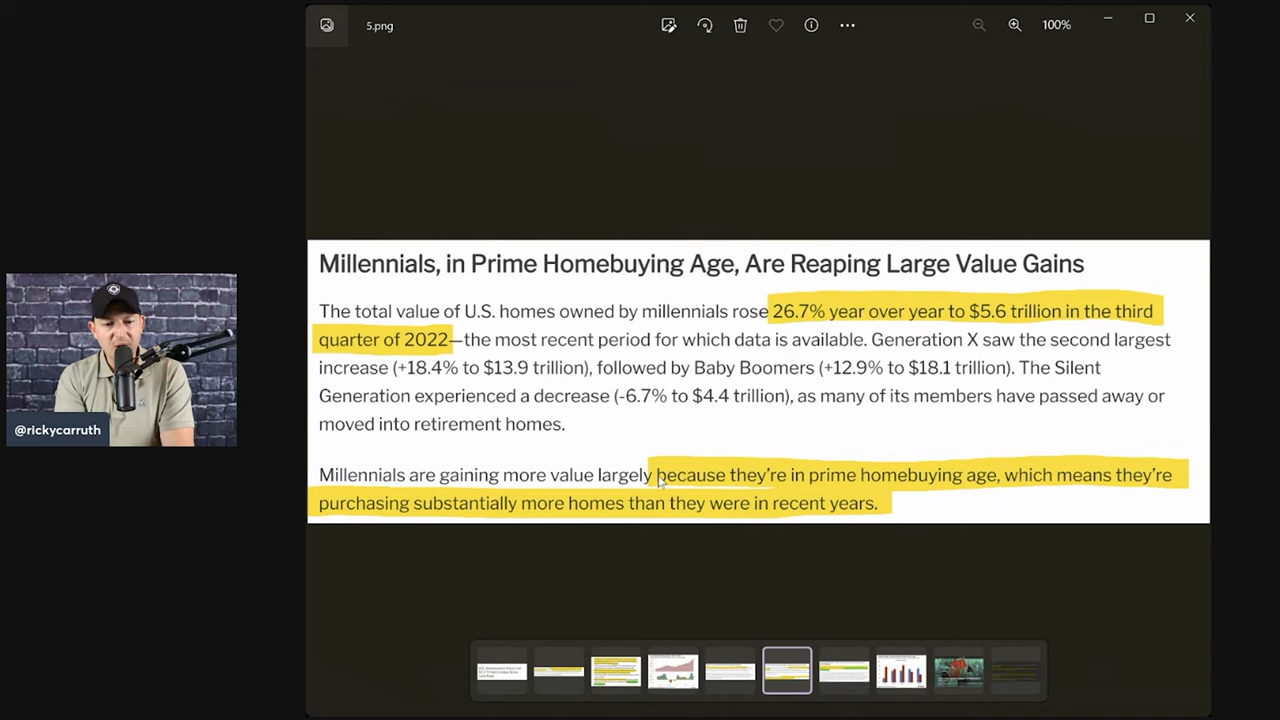 5.png
100%
Millennials, in Prime Homebuying Age, Are Reaping Large Value Gains
The total value of U.S. homes owned by millennials rose 26.7% year over year to $5.6 trillion in the third
quarter of 2022—the most recent period for which data is available. Generation X saw the second largest
increase (+18.4% to $13.9 trillion), followed by Baby Boomers (+12.9% to $18.1 trillion). The Silent
Generation experienced a decrease (-6.7% to $4.4 trillion), as many of its members have passed away or
moved into retirement homes.
Millennials are gaining more value largely because they're in prime homebuying age, which means they're
purchasing substantially more homes than they were in recent years.
@rickycarruth